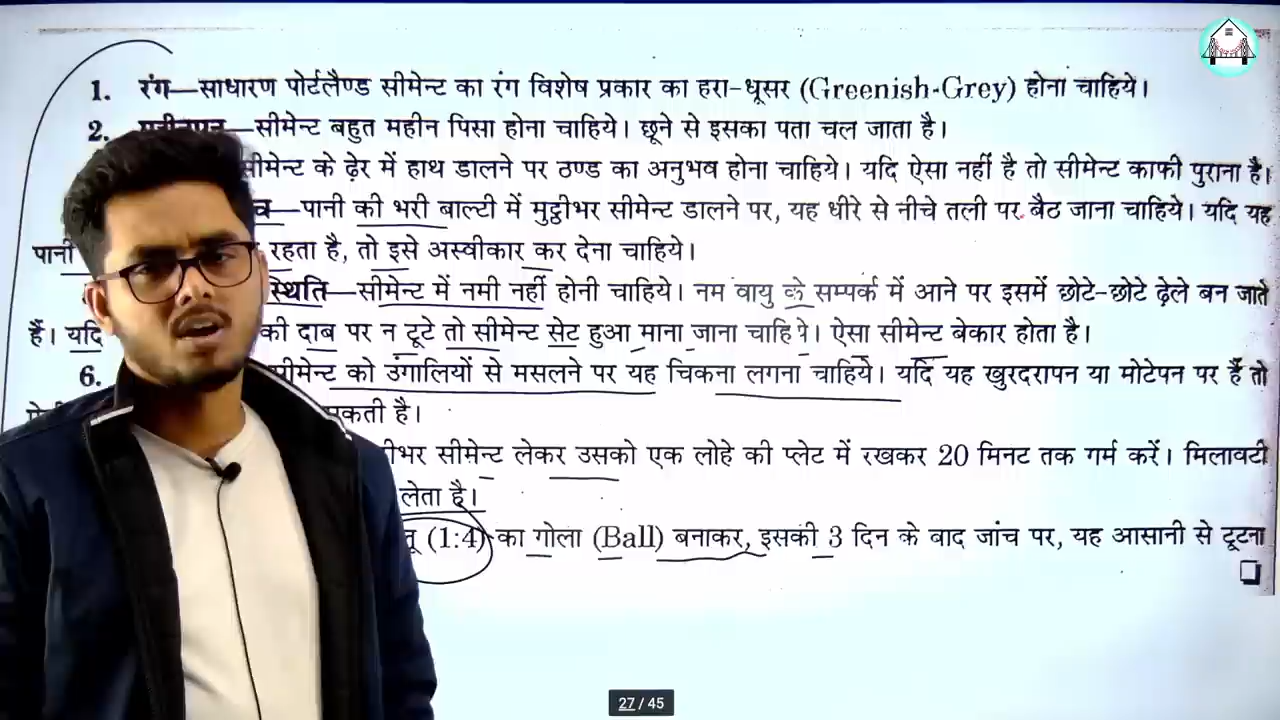 1. रंग—साधारण पोर्टलैण्ड सीमेन्ट का रंग विशेष प्रकार का हरा-धूसर (Greenish-Grey) होना चाहिये।
2. सीमेन्ट बहुत महीन पिसा होना चाहिये। छूने से इसका पता चल जाता है।
सीमेन्ट के ढ़ेर में हाथ डालने पर ठण्ड का अनुभव होना चाहिये। यदि ऐसा नहीं है तो सीमेन्ट काफी पुराना है।
पानी की भरी बाल्टी में मुट्ठीभर सीमेन्ट डालने पर, यह धीरे से नीचे तली पर बैठ जाना चाहिये। यदि यह
पानी रहता है, तो इसे अस्वीकार कर देना चाहिये।
सीमेन्ट में नमी नहीं होनी चाहिये। नम वायु के सम्पर्क में आने पर इसमें छोटे-छोटे ढ़ेले बन जाते
हैं। यदि की दाब पर न टूटे तो सीमेन्ट सेट हुआ माना जाना चाहिये। ऐसा सीमेन्ट बेकार होता है।
6. सीमेन्ट को उंगालियों से मसलने पर यह चिकना लगना चाहिये। यदि यह खुरदरापन या मोटेपन पर है तो
सकती है।
सीमेन्ट लेकर उसको एक लोहे की प्लेट में रखकर 20 मिनट तक गर्म करें। मिलावटी
लेता है।
(1:4) का गोला (Ball) बनाकर, इसकी 3 दिन के बाद जांच पर, यह आसानी से टूटना
27 / 45